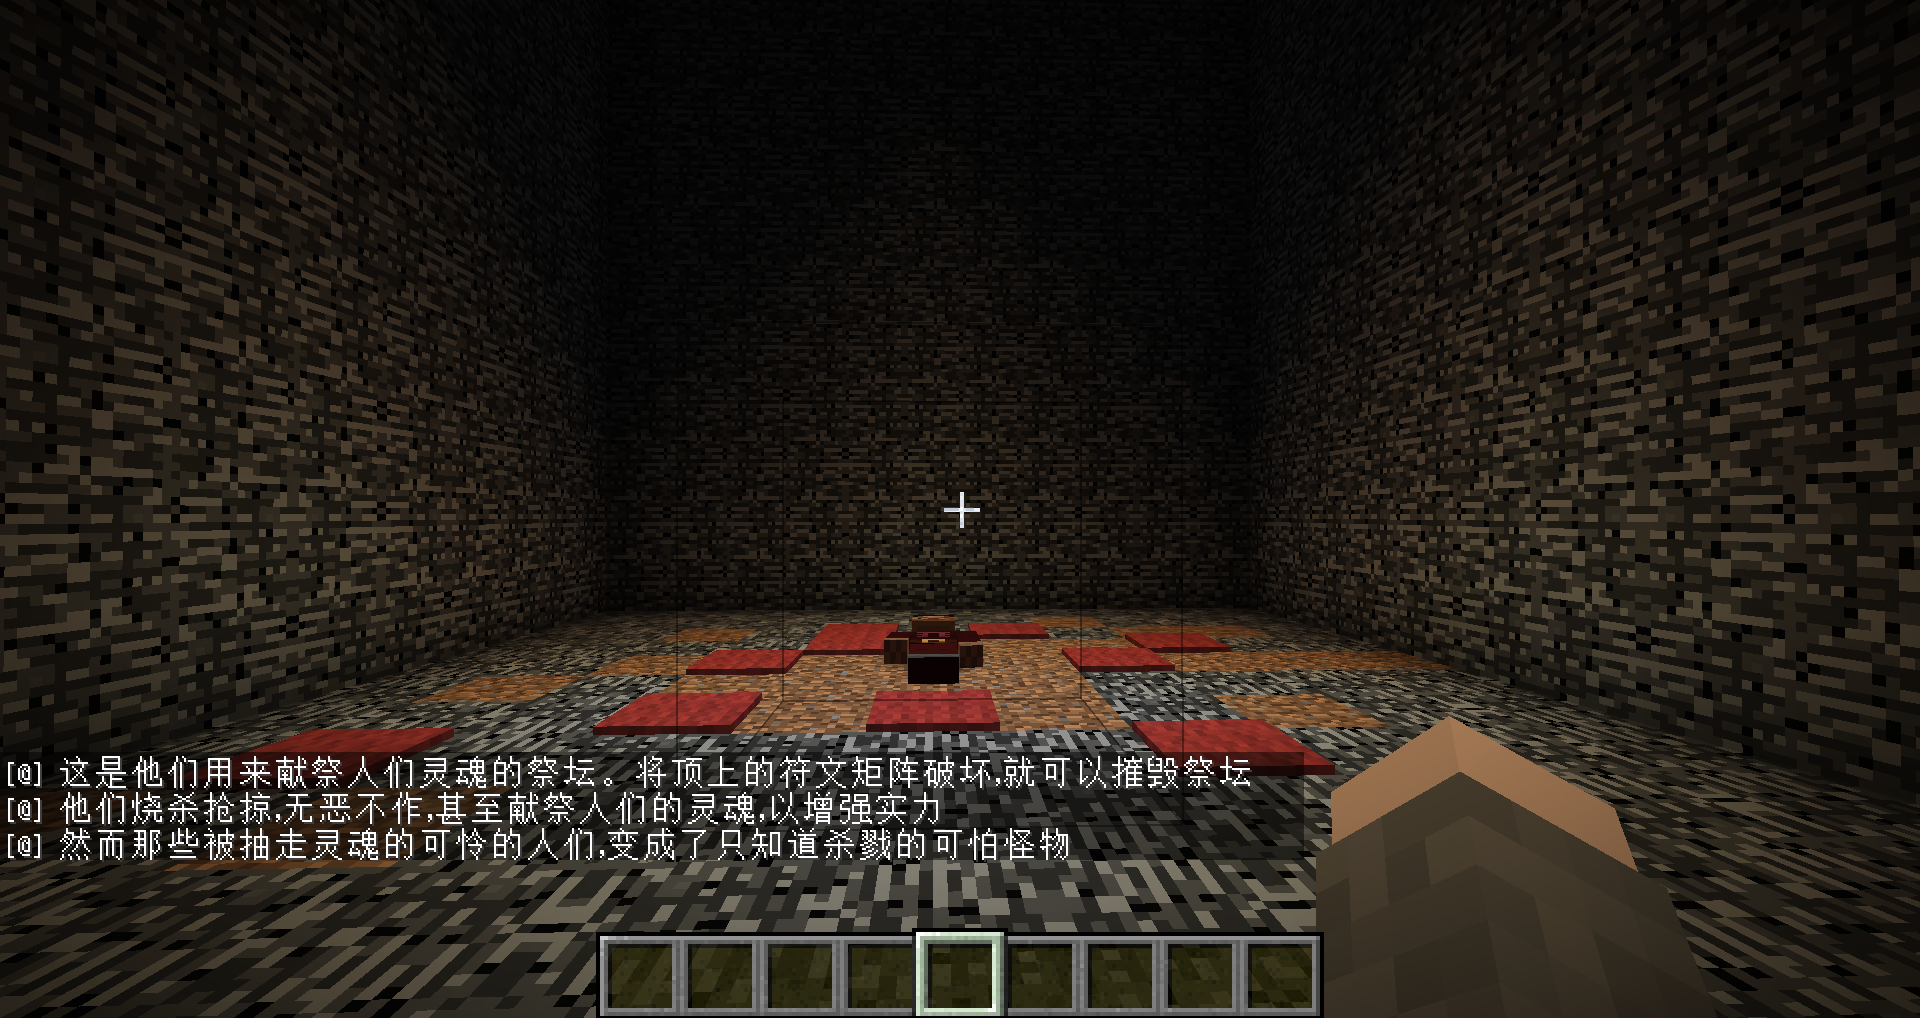 [@] 这是他们用来献祭人们灵魂的祭坛。将顶上的符文矩阵破坏,就可以摧毁祭坛
[@] 他们烧杀抢掠,无恶不作,甚至献祭人们的灵魂,以增强实力
[@] 然而那些被抽走灵魂的可怜的人们,变成了只知道杀戮的可怕怪物